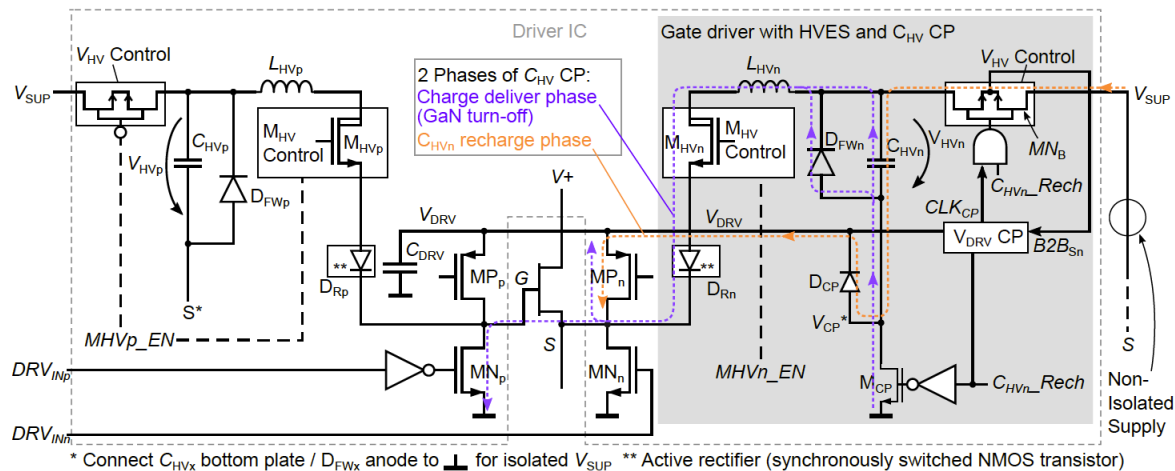 Driver IC
Gate driver with HVES and CHV CP
VHV Control
LHVp
2 Phases of CHV CP:
Charge deliver phase
(GaN turn-off)
CHVn recharge phase
LHVn
VHV
Control
VSUP
VSUP
CHVp
VHVp
DFWp
MHV
Control
MHVp
MHVn
MHV
Control
DFWn
CHVn
VHVn
MNB
CHVn_Rech
V+
CLKCP
VDRV
VDRV
VDRV CP
B2BSn
CDRV
**
DRp
MPp
G
MPn
**
DRn
DCP
S*
VCP*
MHVp_EN
S
S
DRVINp
MNp
MNn
MHVn_EN
MCP
CHVn_Rech
Non-
Isolated
Supply
DRVINn
* Connect CHVx bottom plate / DFWx anode to for isolated VSUP ** Active rectifier (synchronously switched NMOS transistor)